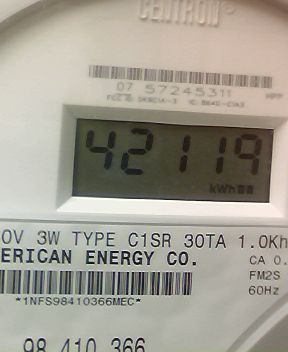 CENTRON®
07 57245311
42119
kWh
0V 3W TYPE C1SR 30TA 1.0Kh
ERICAN ENERGY CO.
CA 0.
FM2S
*1NFS98410366MEC*
60Hz
98 410 366